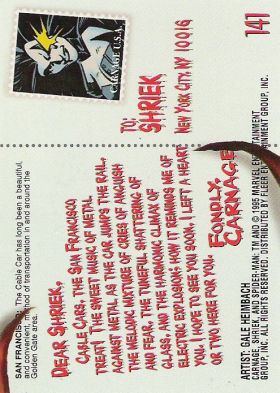 SAN FRANCISCO: The Cable Car has long been a beautiful,
and convenient, method of transportation in and around the
Golden Gate area.
DEAR SHRIEK,
CABLE CARS, THE SAN FRANCISCO
TREAT! THE SWEET MUSIC OF METAL
AGAINST METAL, AS THE CAR JUMPS THE RAIL,
THE MELODIC MIXTURE OF CRIES OF ANGUISH
AND FEAR, THE TUNEFUL SHATTERING OF
GLASS, AND THE HARMONIC CLIMAX OF
ELECTRIC EXPLOSION; HOW IT REMINDS ME OF
YOU. I HOPE TO SEE YOU SOON. I LEFT A HEART
OR TWO HERE FOR YOU.
FONDLY,
CARNAGE
CARNAGE U.S.A.
TO:
SHRIEK
NEW YORK CITY, NY 10016
141
ARTIST: GALE HEIMBACH
CARNAGE, SHRIEK, AND SPIDER-MAN: TM AND © 1995 MARVEL ENTERTAINMENT
GROUP, INC. ALL RIGHTS RESERVED. DISTRIBUTED BY FLEER ENTERTAINMENT GROUP, INC.